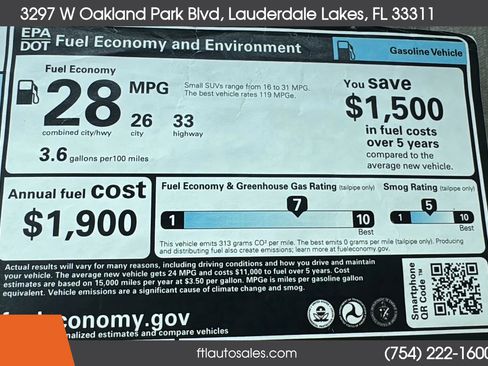 3297 W Oakland Park Blvd, Lauderdale Lakes, FL 33311
EPA
DOT
Fuel Economy and Environment
Gasoline Vehicle
Fuel Economy
28 MPG
combined city/hwy
26
city
33
highway
Small SUVs range from 16 to 31 MPG.
The best vehicle rates 119 MPGe.
3.6 gallons per 100 miles
You save
$1,500
in fuel costs
over 5 years
compared to the
average new vehicle.
Annual fuel cost
$1,900
Fuel Economy & Greenhouse Gas Rating (tailpipe only)
1
7
10
Best
Smog Rating (tailpipe only)
1
5
10
Best
This vehicle emits 313 grams CO² per mile. The best emits 0 grams per mile (tailpipe only). Producing and
distributing fuel also create emissions; learn more at fueleconomy.gov.
Actual results will vary for many reasons, including driving conditions and how you drive and maintain
your vehicle. The average new vehicle gets 24 MPG and costs $11,000 to fuel over 5 years. Cost
estimates are based on 15,000 miles per year at $3.50 per gallon. MPGe is miles per gasoline gallon
equivalent. Vehicle emissions are a significant cause of climate change and smog.
economy.gov
estimates and compare vehicles
Smartphone
QR Code™
ftlautosales.com
(754) 222-1600